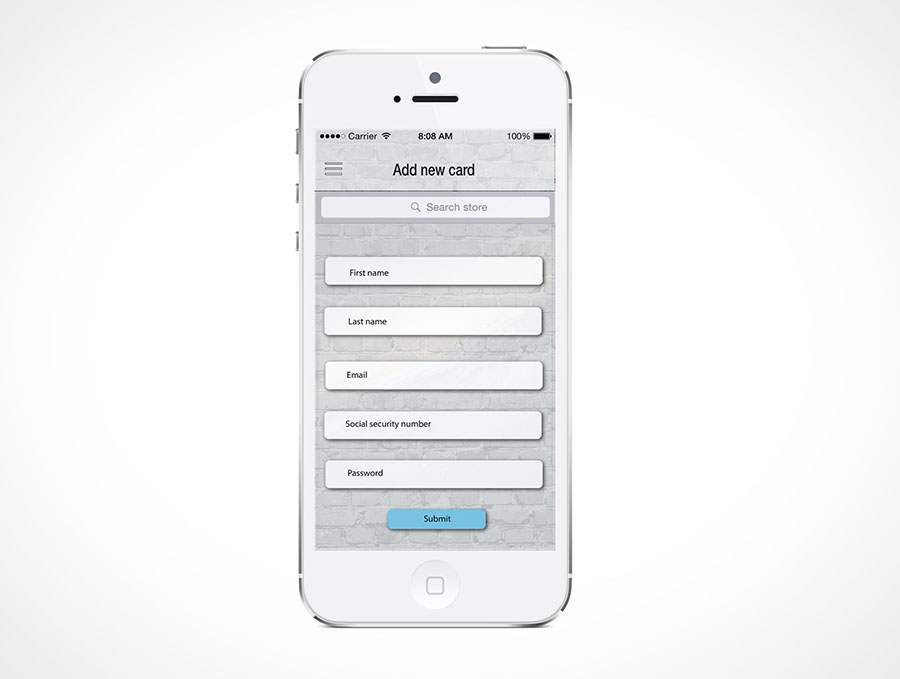 Carrier 8:08 AM 100%
Add new card
Search store
First name
Last name
Email
Social security number
Password
Submit